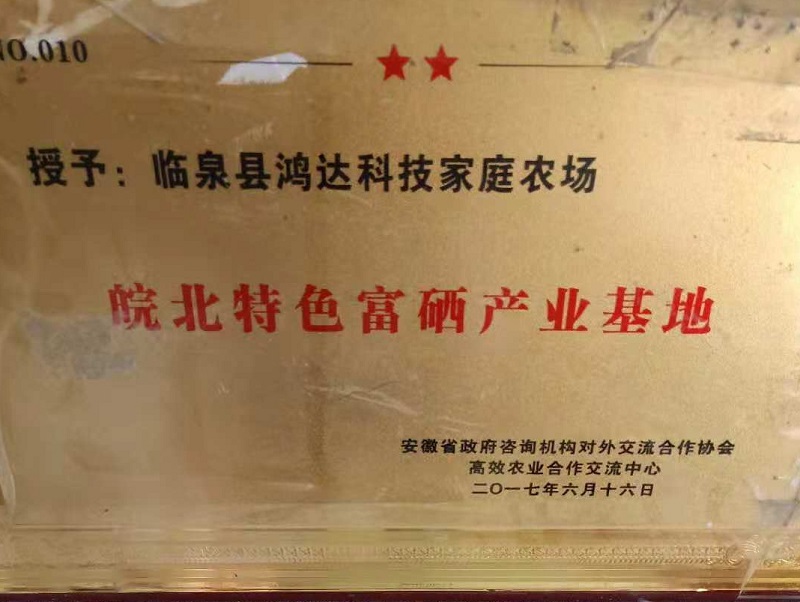 NO.010
授予：临泉县鸿达科技家庭农场
皖北特色富硒产业基地
安徽省政府咨询机构对外交流合作协会
高效农业合作交流中心
二〇一七年六月十六日